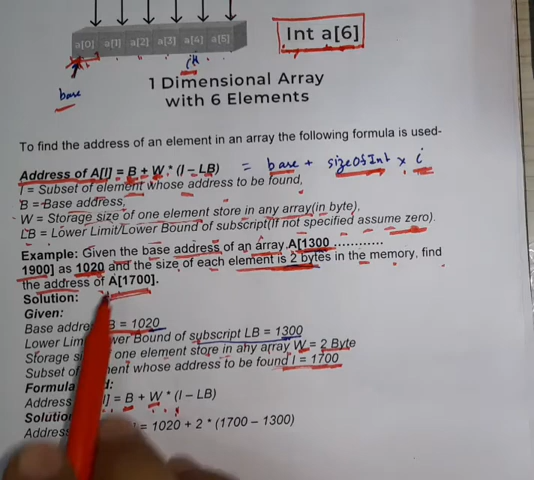 a[0] a[1] a[2] a[3] a[4] a[5]
Int a[6]
ith
base
1 Dimensional Array
with 6 Elements
To find the address of an element in an array the following formula is used-
Address of A[I] = B + W * (I – LB) = base + sizeOfInt × i
I = Subset of element whose address to be found,
B = Base address,
W = Storage size of one element store in any array(in byte),
LB = Lower Limit/Lower Bound of subscript(If not specified assume zero).
Example: Given the base address of an array A[1300 …………
1900] as 1020 and the size of each element is 2 bytes in the memory, find
the address of A[1700].
Solution:
Given:
Base addre B = 1020
Lower Lim wer Bound of subscript LB = 1300
Storage si one element store in any array W = 2 Byte
Subset of ent whose address to be found I = 1700
Formula d:
Address I] = B + W * (I – LB)
Solution
Address = 1020 + 2 * (1700 – 1300)